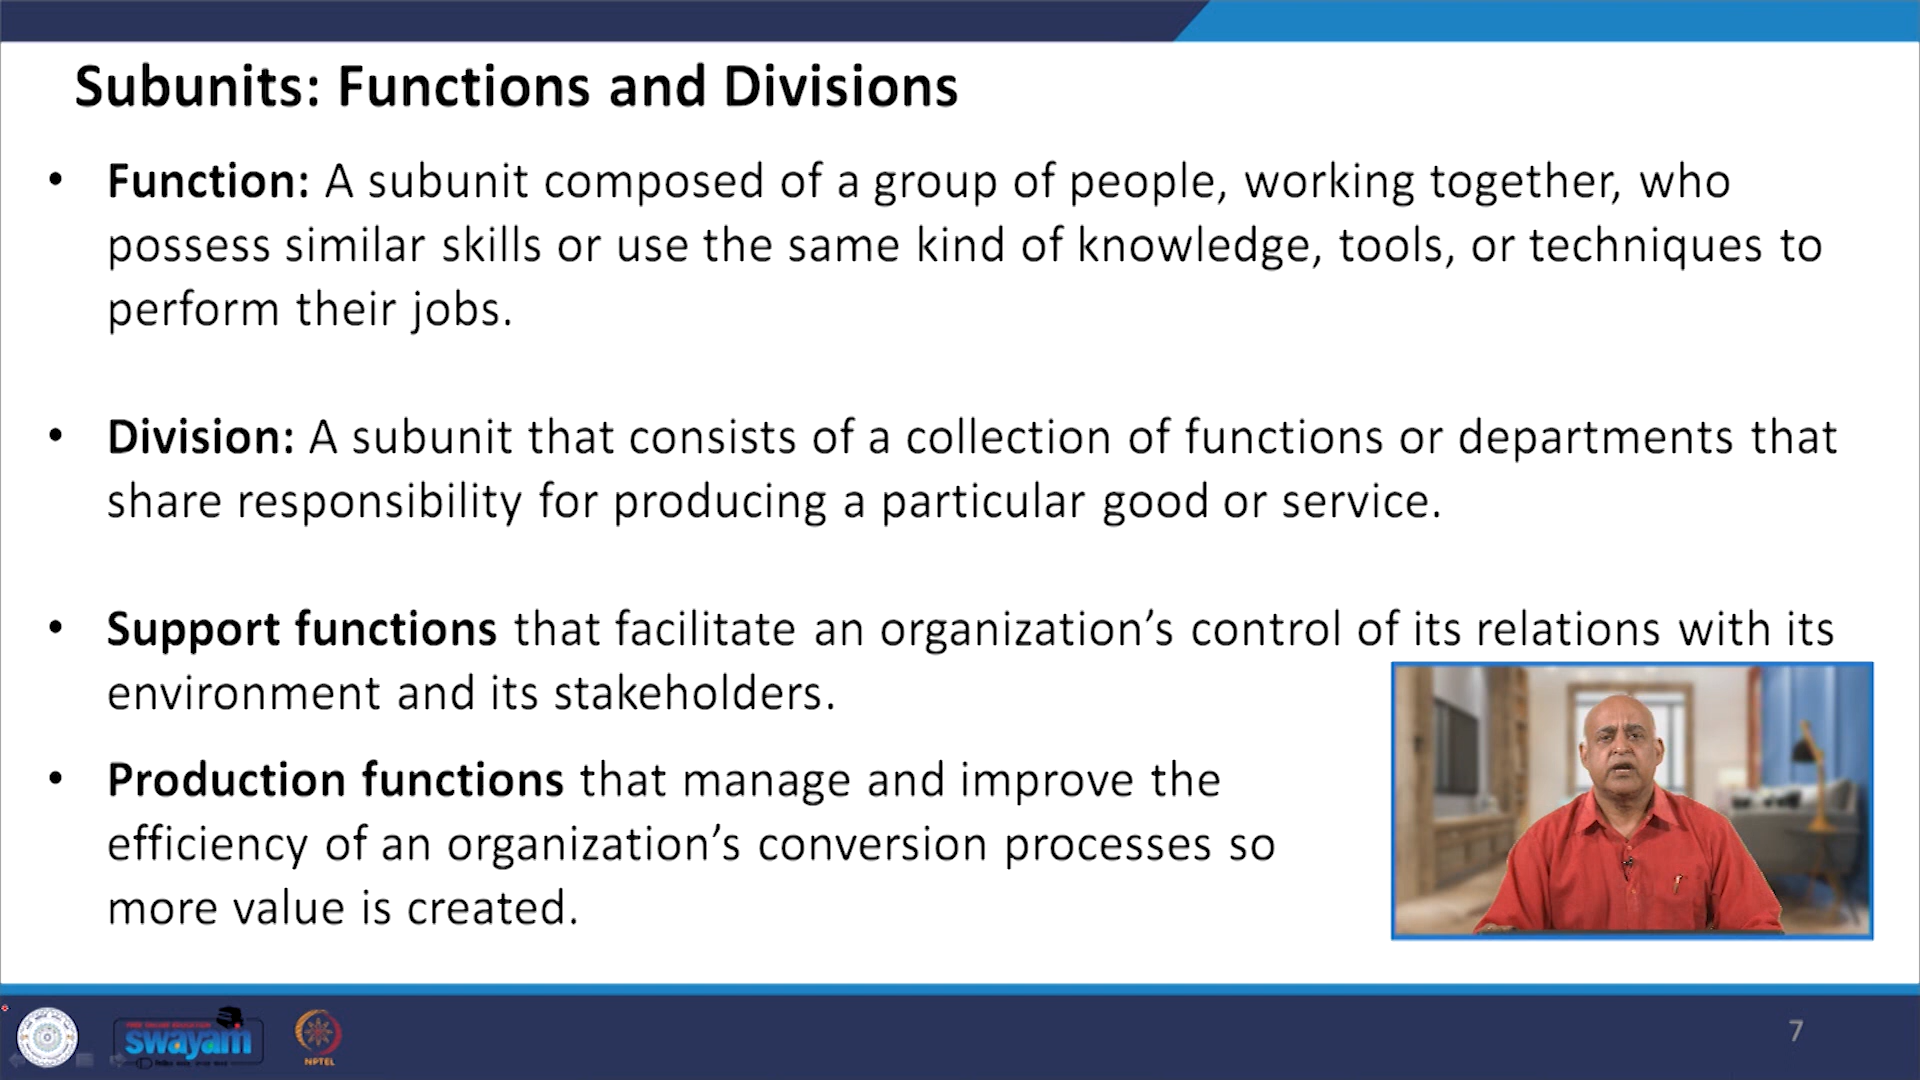 Subunits: Functions and Divisions
• Function: A subunit composed of a group of people, working together, who
possess similar skills or use the same kind of knowledge, tools, or techniques to
perform their jobs.
• Division: A subunit that consists of a collection of functions or departments that
share responsibility for producing a particular good or service.
• Support functions that facilitate an organization’s control of its relations with its
environment and its stakeholders.
• Production functions that manage and improve the
efficiency of an organization’s conversion processes so
more value is created.
swayam
NPTEL
7